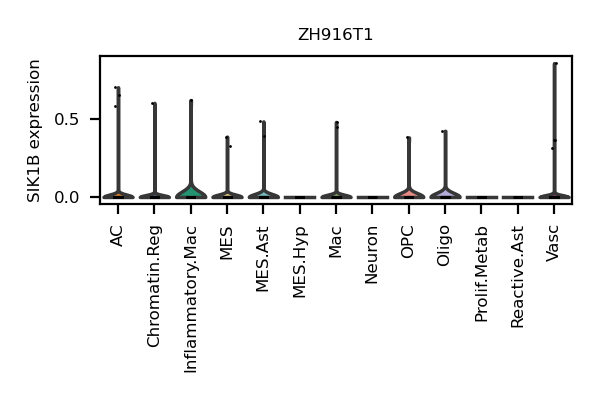 ZH916T1
SIK1B expression
0.5
0.0
AC
Chromatin.Reg
Inflammatory.Mac
MES
MES.Ast
MES.Hyp
Mac
Neuron
OPC
Oligo
Prolif.Metab
Reactive.Ast
Vasc